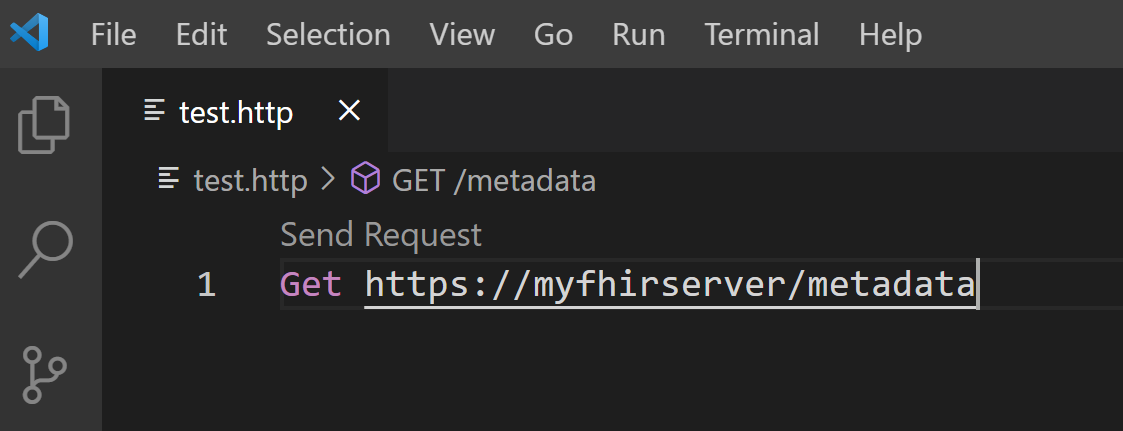 File Edit Selection View Go Run Terminal Help
test.http
test.http > GET /metadata
Send Request
1 Get https://myfhirserver/metadata